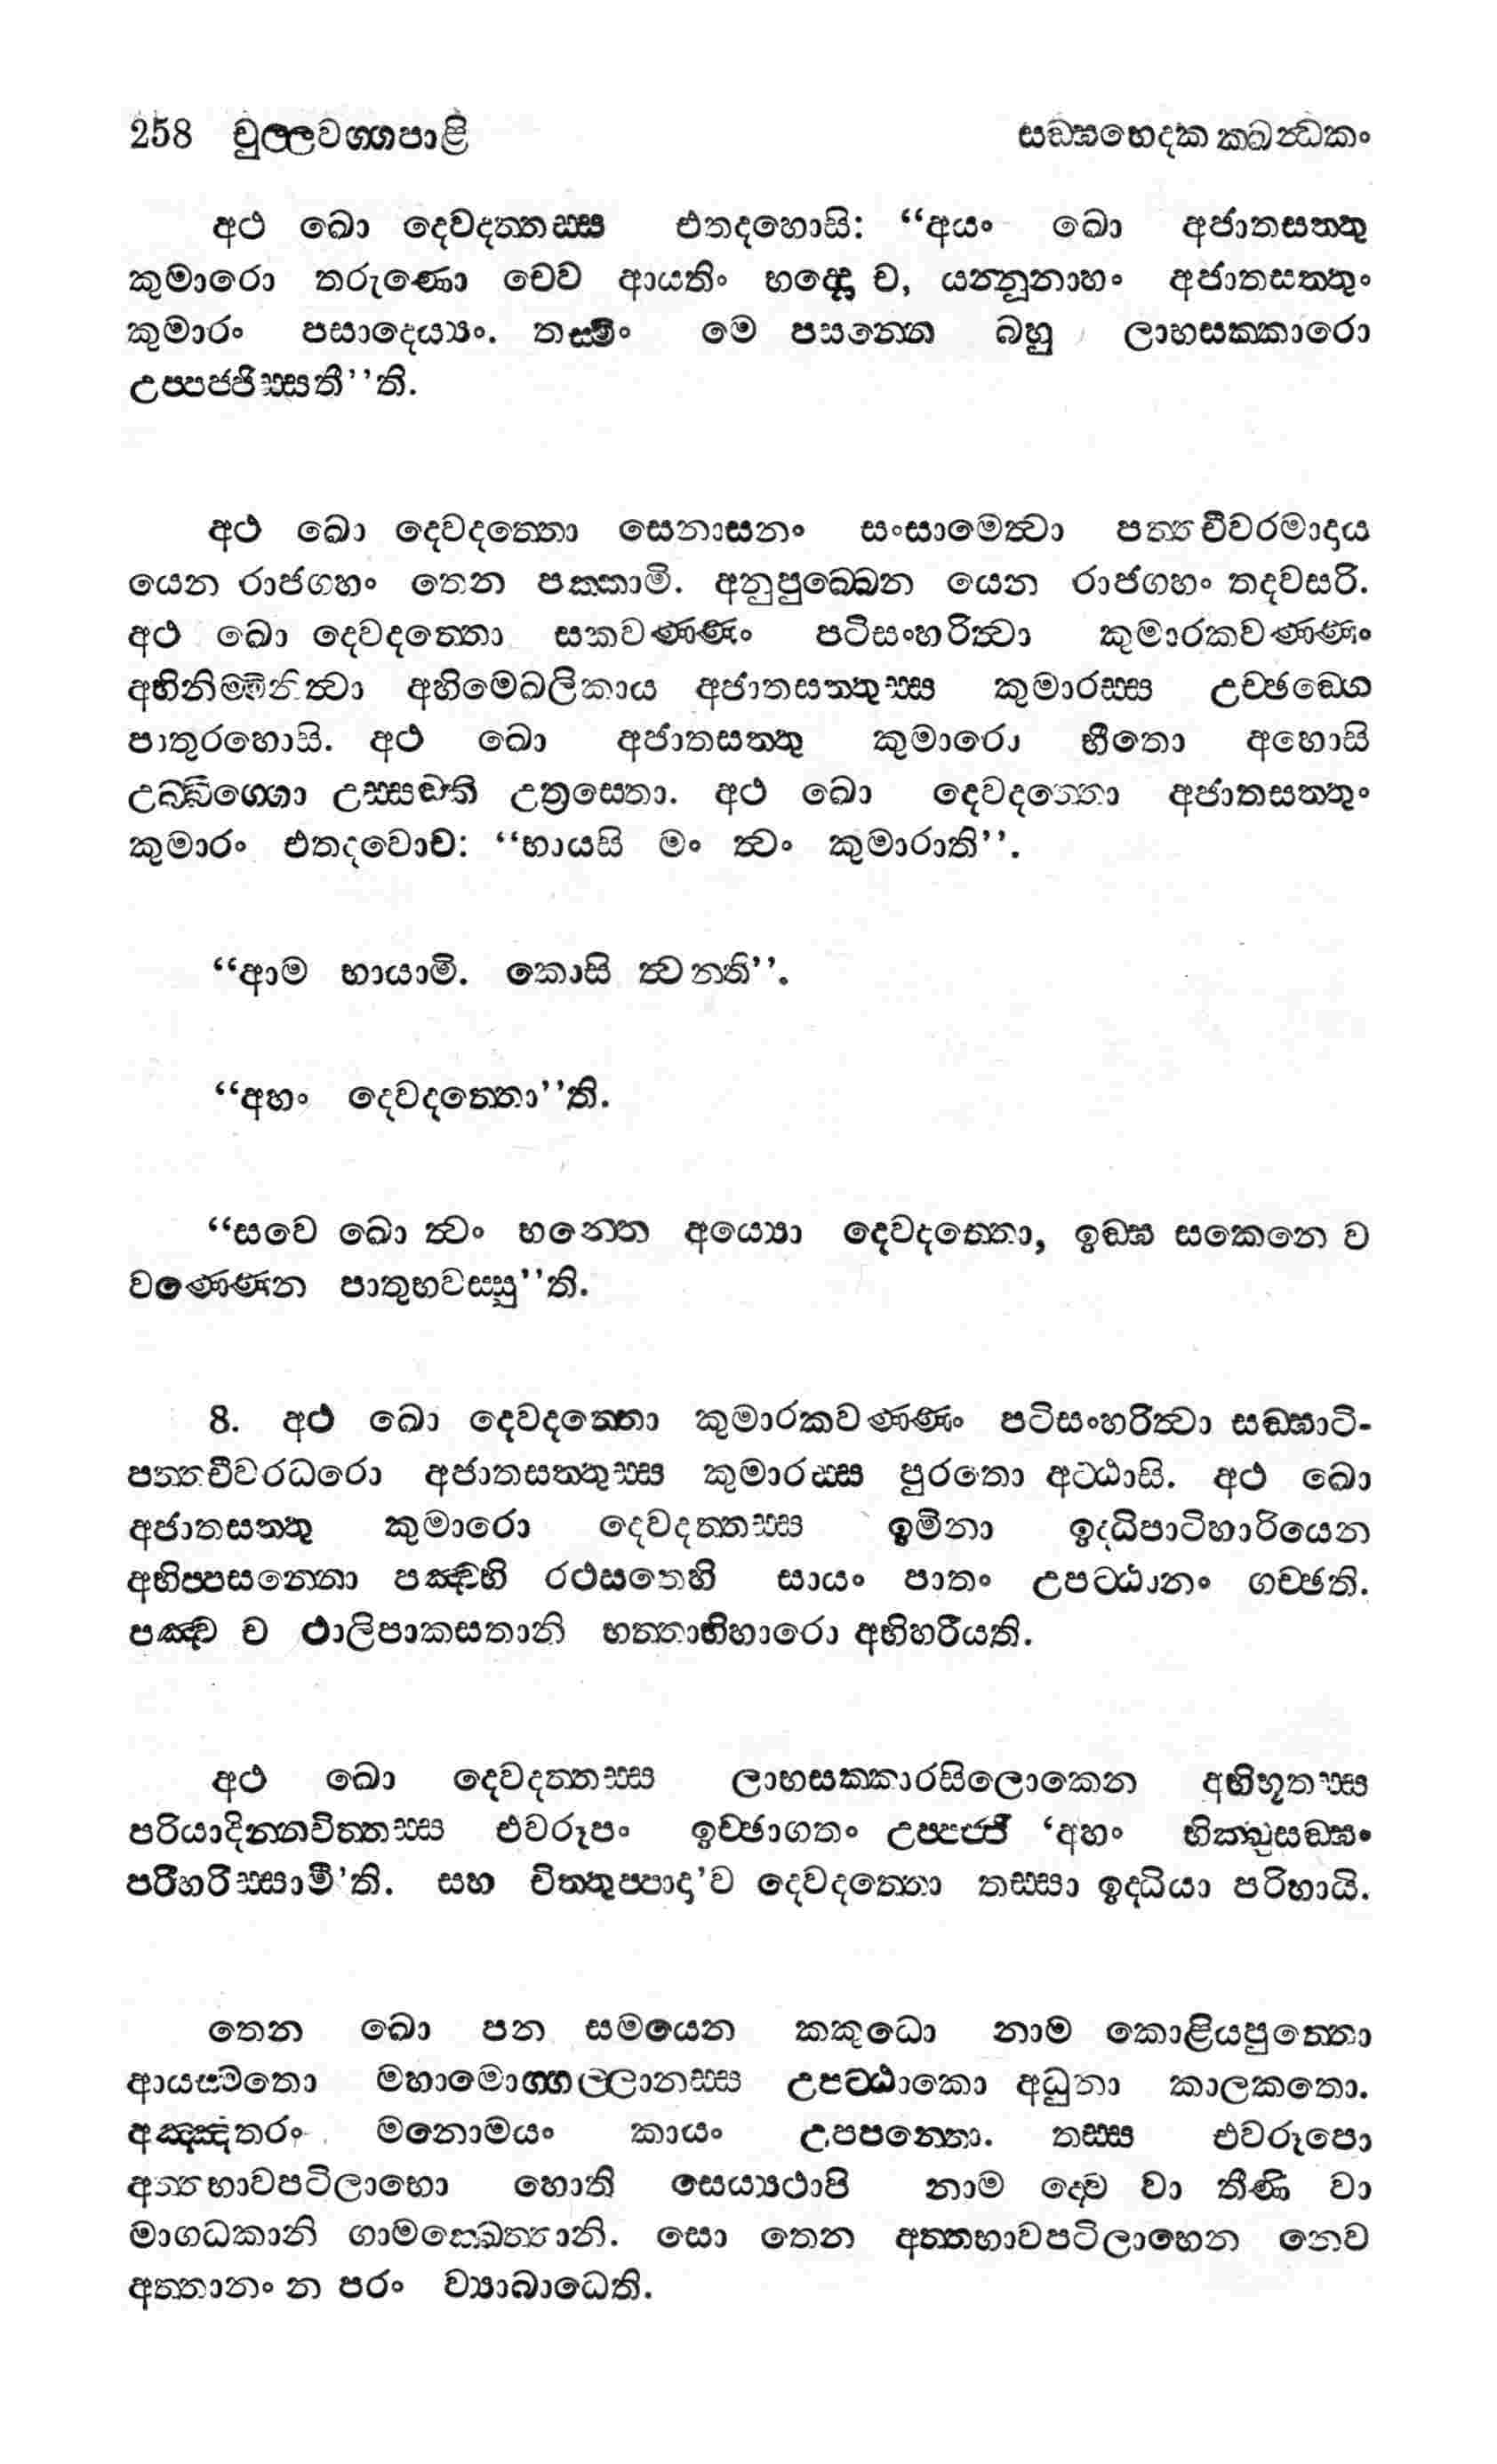 258 චුල්ලවග්ගපාළි සඞ්ඝභෙදකක්ඛන්ධකං
අථ ඛො දෙවදත්තස්ස එතදහොසි: “අයං ඛො අජාතසත්තු
කුමාරො තරුණො චෙව ආයතිං භද්දො ච, යන්නූනාහං අජාතසත්තුං
කුමාරං පසාදෙය්‍යං. තස්මිං මෙ පසන්නෙ බහු ලාභසක්කාරො
උප්පජ්ජිස්සතී”ති.
අථ ඛො දෙවදත්තො සෙනාසනං සංසාමෙත්වා පත්තචීවරමාදාය
යෙන රාජගහං තෙන පක්කාමි. අනුපුබ්බෙන යෙන රාජගහං තදවසරි.
අථ ඛො දෙවදත්තො සකවණ්ණං පටිසංහරිත්වා කුමාරකවණ්ණං
අභිනිම්මිනිත්වා අහිමෙඛලිකාය අජාතසත්තුස්ස කුමාරස්ස උච්ඡඞ්ගෙ
පාතුරහොසි. අථ ඛො අජාතසත්තු කුමාරො භීතො අහොසි
උබ්බිග්ගො උස්සඞ්කී උත්‍රස්තො. අථ ඛො දෙවදත්තො අජාතසත්තුං
කුමාරං එතදවොච: “භායසි මං ත්වං කුමාරාති”.
“ආම භායාමි. කොසි ත්වන්ති”.
“අහං දෙවදත්තො”ති.
“සචෙ ඛො ත්වං භන්තෙ අය්‍යො දෙවදත්තො, ඉඞ්ඝ සකෙනෙ ව
වණ්ණෙන පාතුභවස්සු”ති.
8. අථ ඛො දෙවදත්තො කුමාරකවණ්ණං පටිසංහරිත්වා සඞ්ඝාටි-
පත්තචීවරධරො අජාතසත්තුස්ස කුමාරස්ස පුරතො අට්ඨාසි. අථ ඛො
අජාතසත්තු කුමාරො දෙවදත්තස්ස ඉමිනා ඉද්ධිපාටිහාරියෙන
අභිප්පසන්නො පඤ්චහි රථසතෙහි සායං පාතං උපට්ඨානං ගච්ඡති.
පඤ්ච ච ථාලිපාකසතානි භත්තාභිහාරො අභිහරීයති.
අථ ඛො දෙවදත්තස්ස ලාභසක්කාරසිලොකෙන අභිභූතස්ස
පරියාදින්නචිත්තස්ස එවරූපං ඉච්ඡාගතං උප්පජ්ජි ‘අහං භික්ඛුසඞ්ඝං
පරිහරිස්සාමී’ති. සහ චිත්තුප්පාදා’ව දෙවදත්තො තස්සා ඉද්ධියා පරිහායි.
තෙන ඛො පන සමයෙන කකුධො නාම කොළියපුත්තො
ආයස්මතො මහාමොග්ගල්ලානස්ස උපට්ඨාකො අධුනා කාලකතො.
අඤ්ඤතරං මනොමයං කායං උපපන්නො. තස්ස එවරූපො
අත්තභාවපටිලාභො හොති සෙය්‍යථාපි නාම ද්වෙ වා තීණි වා
මාගධකානි ගාමක්ඛෙත්තානි. සො තෙන අත්තභාවපටිලාභෙන නෙව
අත්තානං න පරං ව්‍යාබාධෙති.